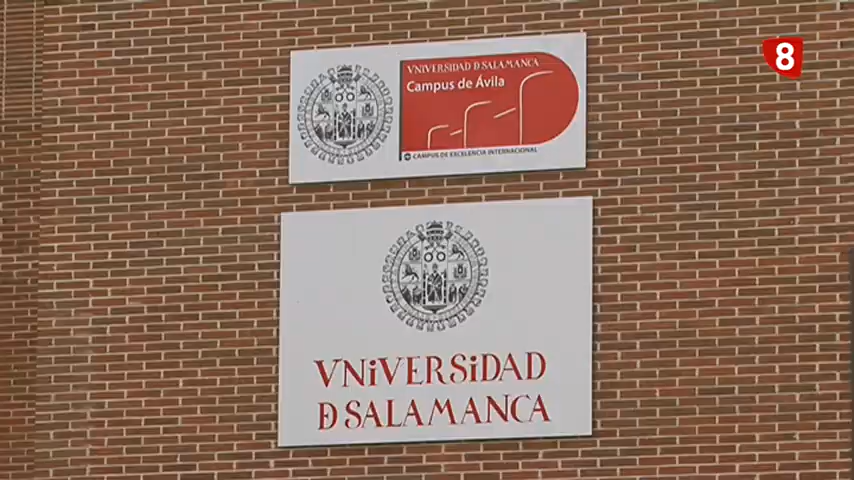 8
VNIVERSIDAD Ð SALAMANCA
Campus de Ávila
CAMPUS DE EXCELENCIA INTERNACIONAL
VNiVERSiDAD
Ð SALAMANCA